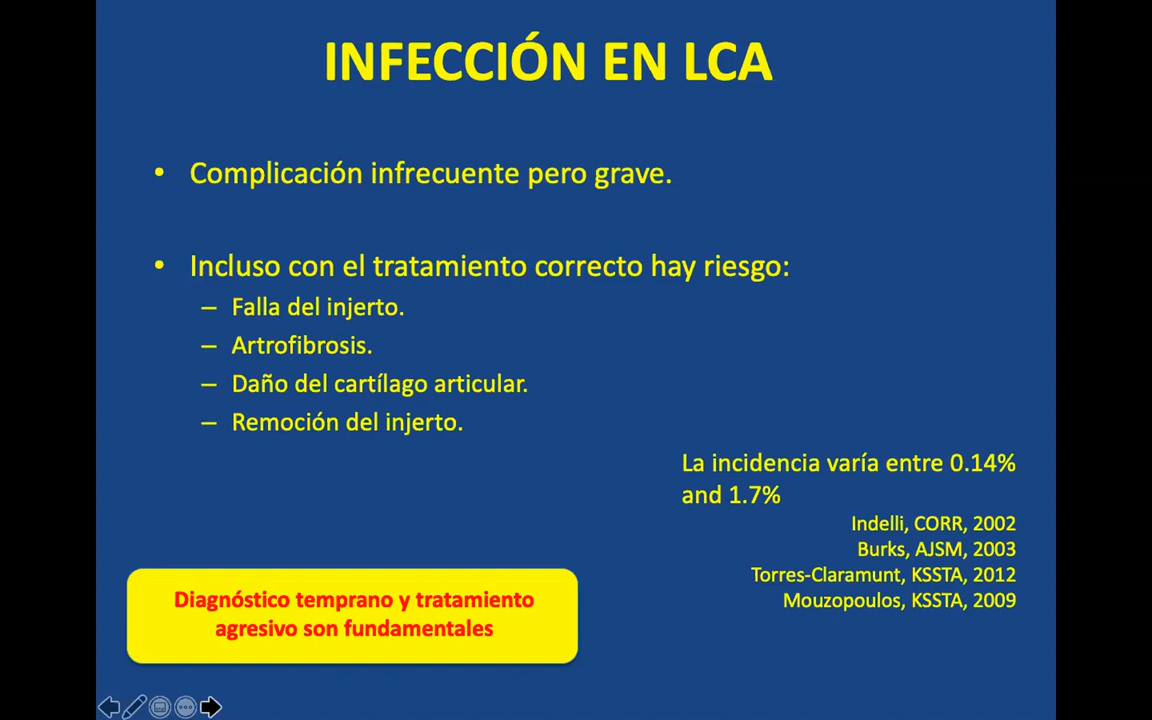 INFECCIÓN EN LCA
• Complicación infrecuente pero grave.
• Incluso con el tratamiento correcto hay riesgo:
– Falla del injerto.
– Artrofibrosis.
– Daño del cartílago articular.
– Remoción del injerto.
La incidencia varía entre 0.14%
and 1.7%
Indelli, CORR, 2002
Burks, AJSM, 2003
Torres-Claramunt, KSSTA, 2012
Mouzopoulos, KSSTA, 2009
Diagnóstico temprano y tratamiento
agresivo son fundamentales